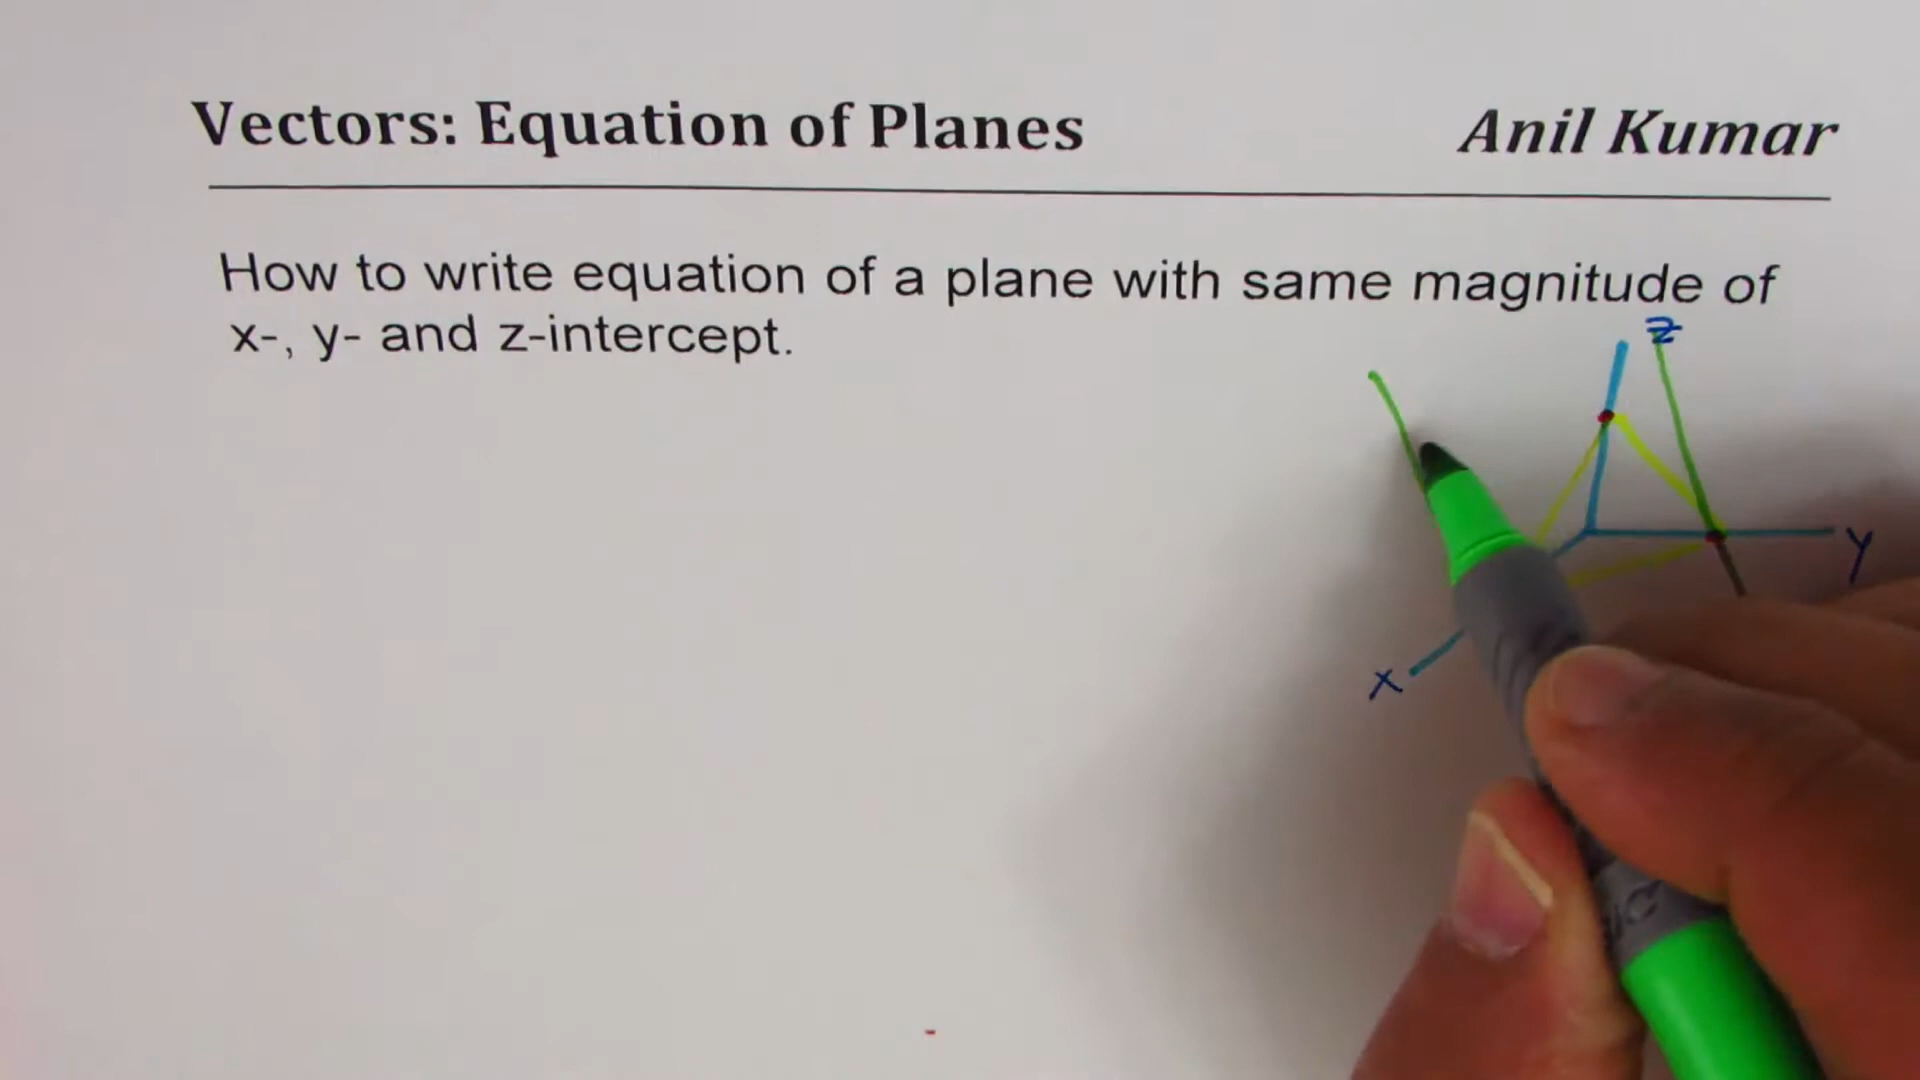 Vectors: Equation of Planes
Anil Kumar
How to write equation of a plane with same magnitude of
x-, y- and z-intercept.
z
y
x